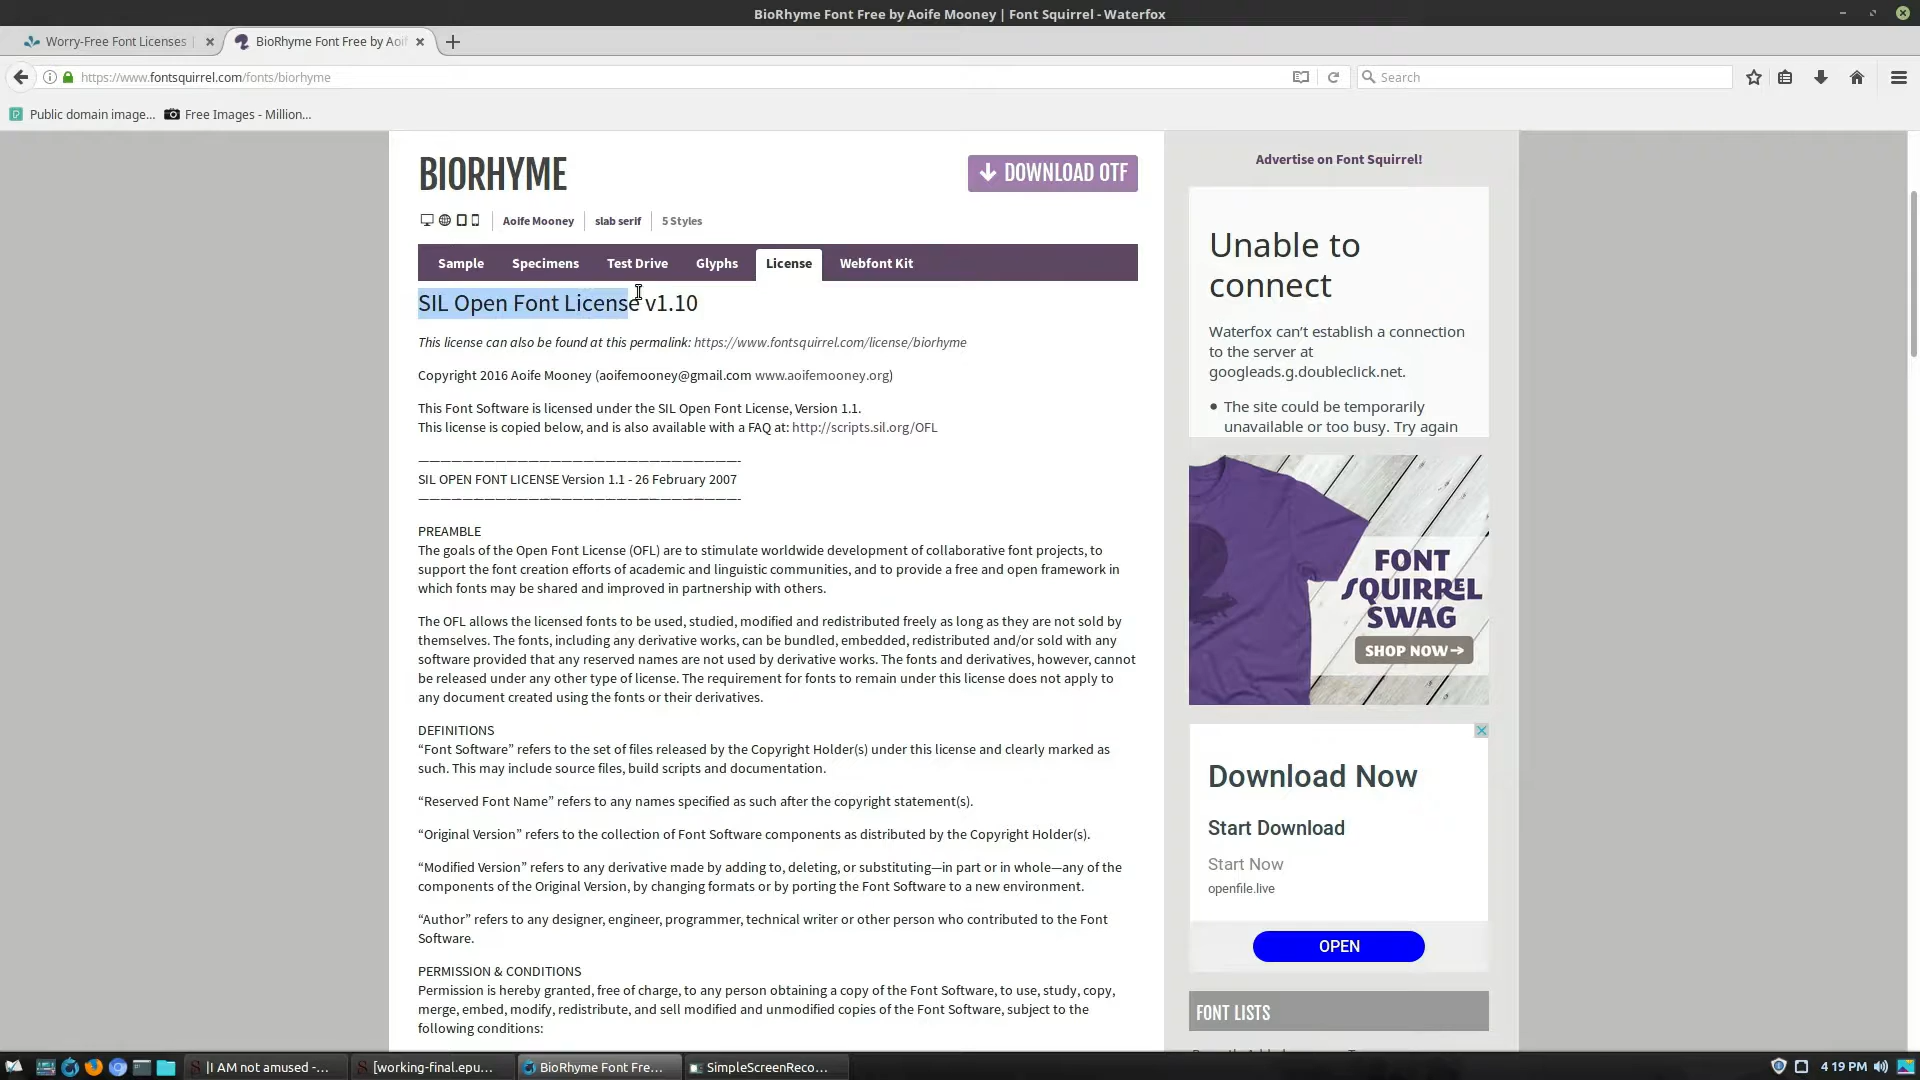 BioRhyme Font Free by Aoife Mooney | Font Squirrel - Waterfox
Worry-Free Font Licenses
BioRhyme Font Free by Aoi
https://www.fontsquirrel.com/fonts/biorhyme
Search
Public domain image...
Free Images - Million...
BIORHYME
DOWNLOAD OTF
Aoife Mooney
slab serif
5 Styles
Sample
Specimens
Test Drive
Glyphs
License
Webfont Kit
SIL Open Font License v1.10
This license can also be found at this permalink: https://www.fontsquirrel.com/license/biorhyme
Copyright 2016 Aoife Mooney (aoifemooney@gmail.com www.aoifemooney.org)
This Font Software is licensed under the SIL Open Font License, Version 1.1.
This license is copied below, and is also available with a FAQ at: http://scripts.sil.org/OFL
—————————————————————————-
SIL OPEN FONT LICENSE Version 1.1 - 26 February 2007
—————————————————————————-
PREAMBLE
The goals of the Open Font License (OFL) are to stimulate worldwide development of collaborative font projects, to
support the font creation efforts of academic and linguistic communities, and to provide a free and open framework in
which fonts may be shared and improved in partnership with others.
The OFL allows the licensed fonts to be used, studied, modified and redistributed freely as long as they are not sold by
themselves. The fonts, including any derivative works, can be bundled, embedded, redistributed and/or sold with any
software provided that any reserved names are not used by derivative works. The fonts and derivatives, however, cannot
be released under any other type of license. The requirement for fonts to remain under this license does not apply to
any document created using the fonts or their derivatives.
DEFINITIONS
“Font Software” refers to the set of files released by the Copyright Holder(s) under this license and clearly marked as
such. This may include source files, build scripts and documentation.
“Reserved Font Name” refers to any names specified as such after the copyright statement(s).
“Original Version” refers to the collection of Font Software components as distributed by the Copyright Holder(s).
“Modified Version” refers to any derivative made by adding to, deleting, or substituting—in part or in whole—any of the
components of the Original Version, by changing formats or by porting the Font Software to a new environment.
“Author” refers to any designer, engineer, programmer, technical writer or other person who contributed to the Font
Software.
PERMISSION & CONDITIONS
Permission is hereby granted, free of charge, to any person obtaining a copy of the Font Software, to use, study, copy,
merge, embed, modify, redistribute, and sell modified and unmodified copies of the Font Software, subject to the
following conditions:
Advertise on Font Squirrel!
Unable to
connect
Waterfox can’t establish a connection
to the server at
googleads.g.doubleclick.net.
The site could be temporarily
unavailable or too busy. Try again
FONT
SQUIRREL
SWAG
SHOP NOW
Download Now
Start Download
Start Now
openfile.live
OPEN
FONT LISTS
|I AM not amused -...
[working-final.epu...
BioRhyme Font Fre...
SimpleScreenReco...
4:19 PM